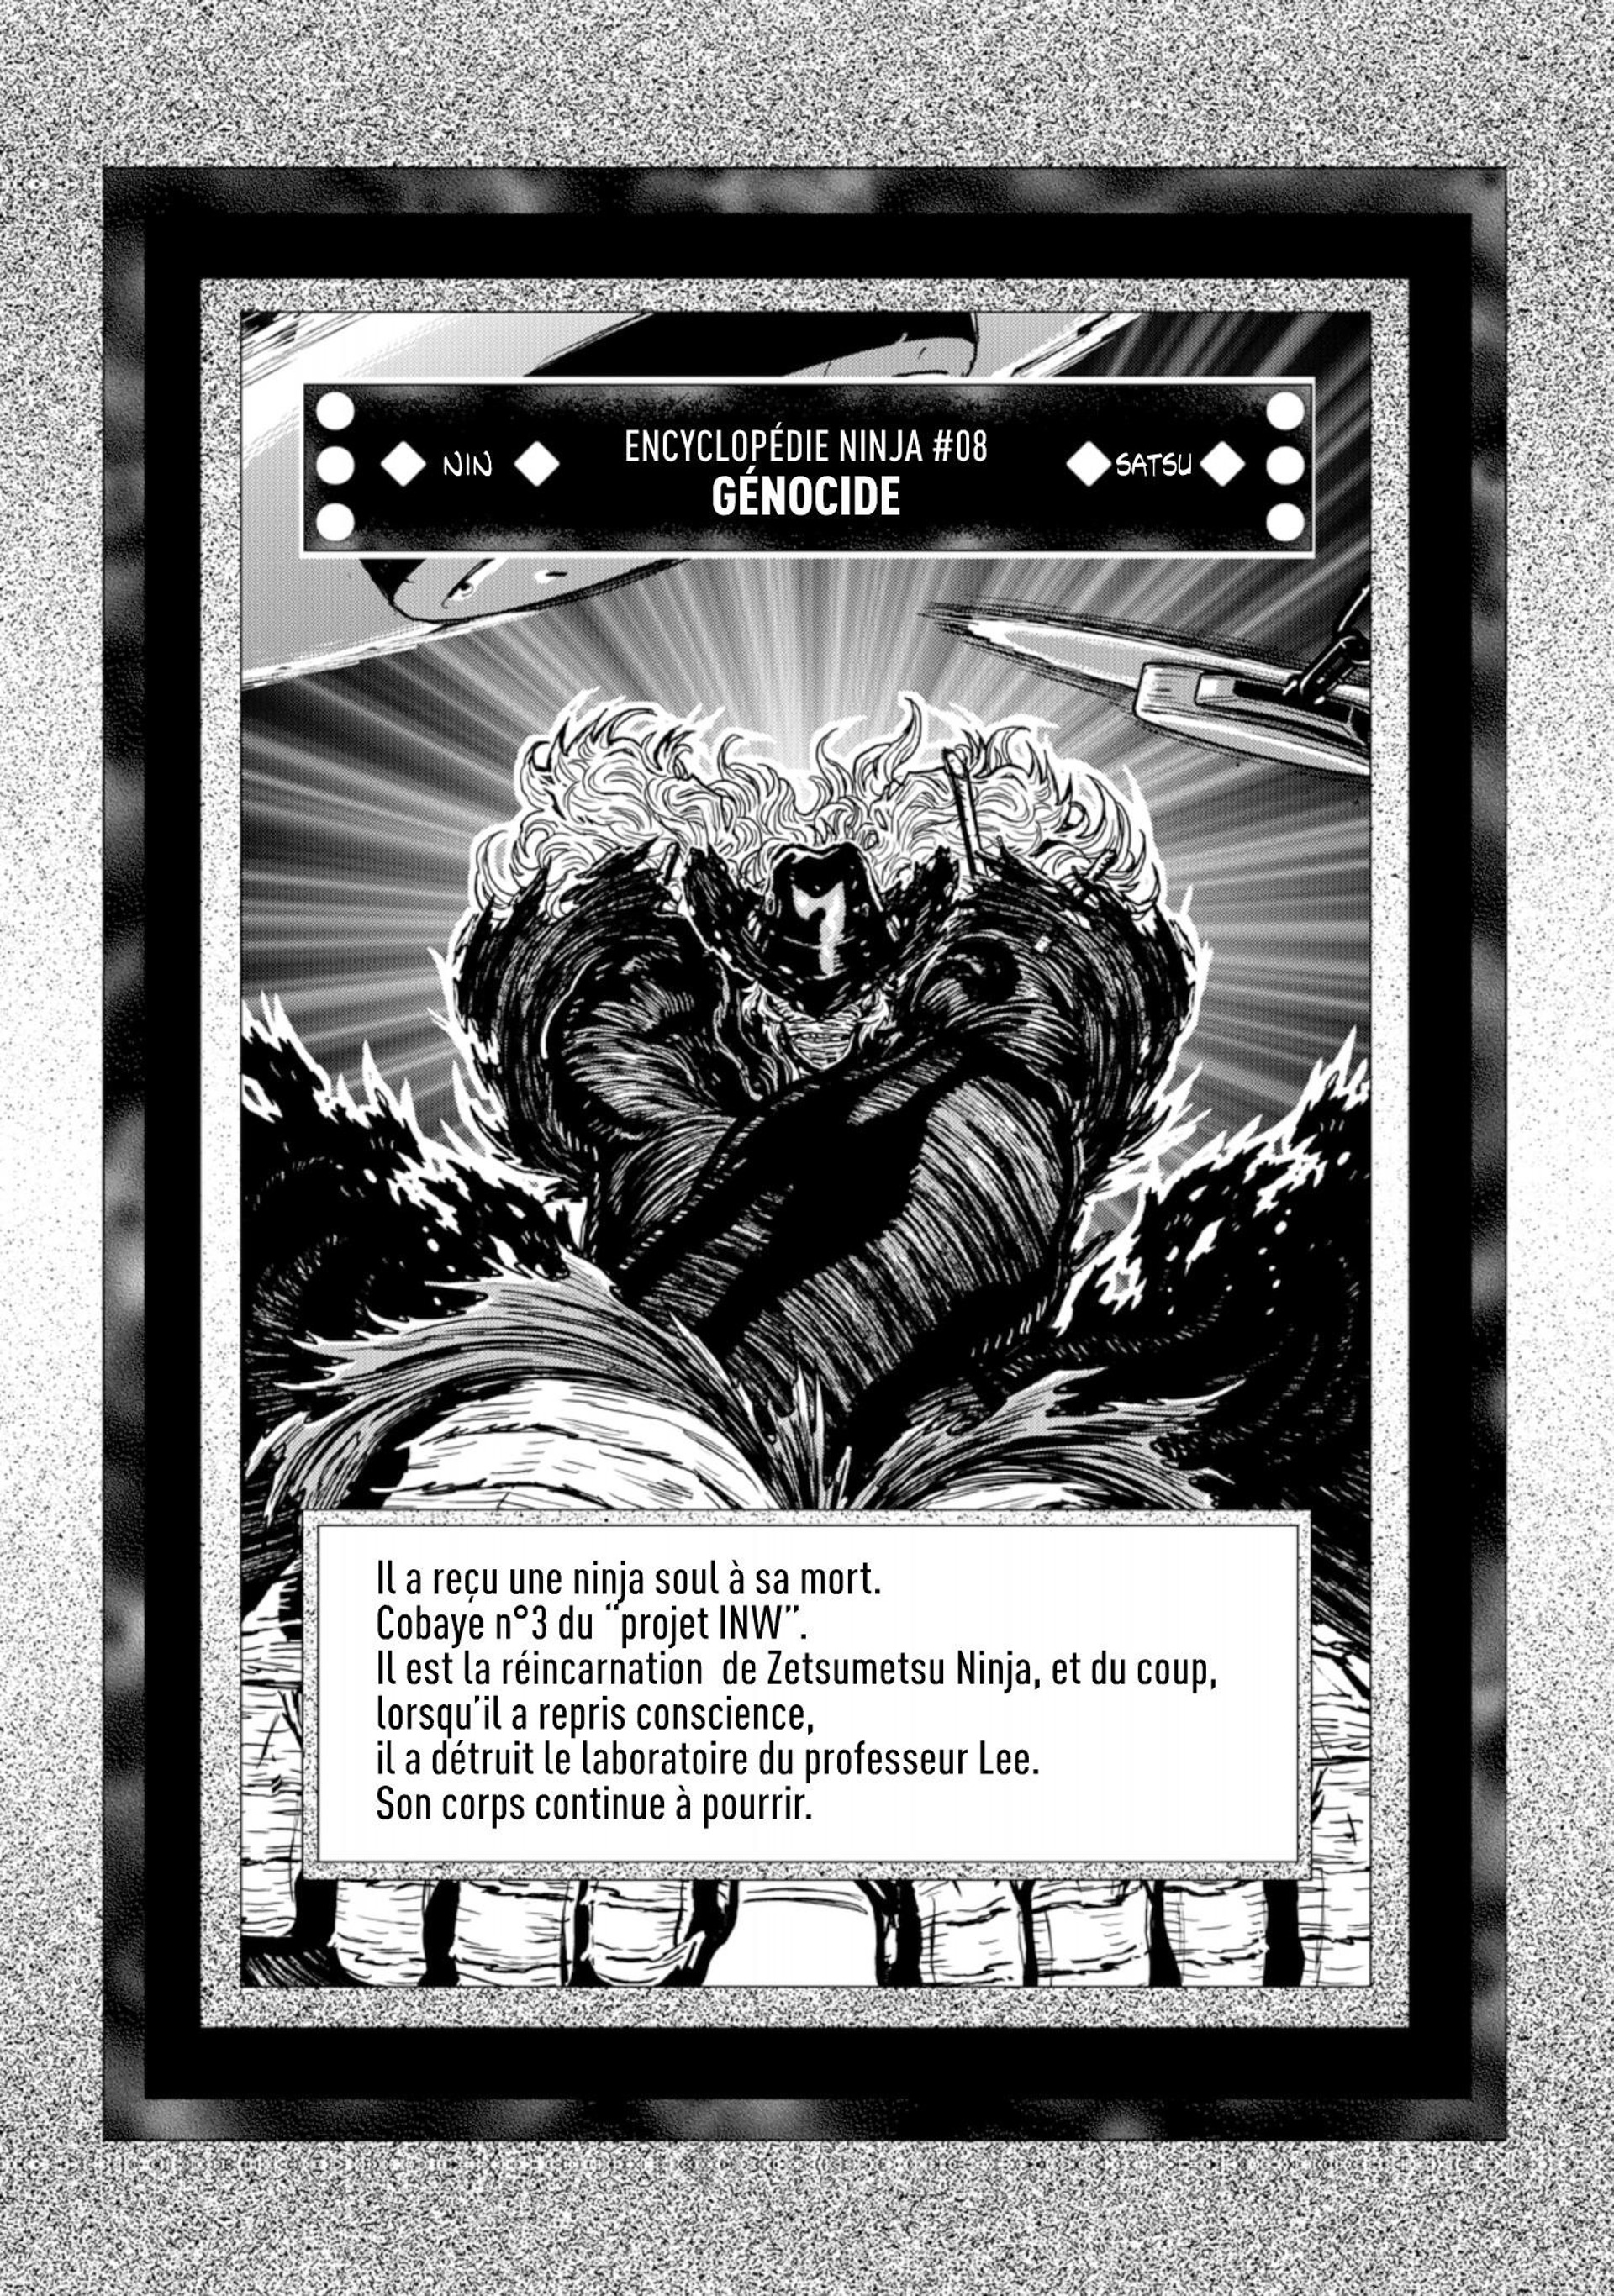 NIN
ENCYCLOPÉDIE NINJA #08
GÉNOCIDE
SATSU
Il a reçu une ninja soul à sa mort.
Cobaye n°3 du “projet INW”.
Il est la réincarnation de Zetsumetsu Ninja, et du coup,
lorsqu'il a repris conscience,
il a détruit le laboratoire du professeur Lee.
Son corps continue à pourrir.